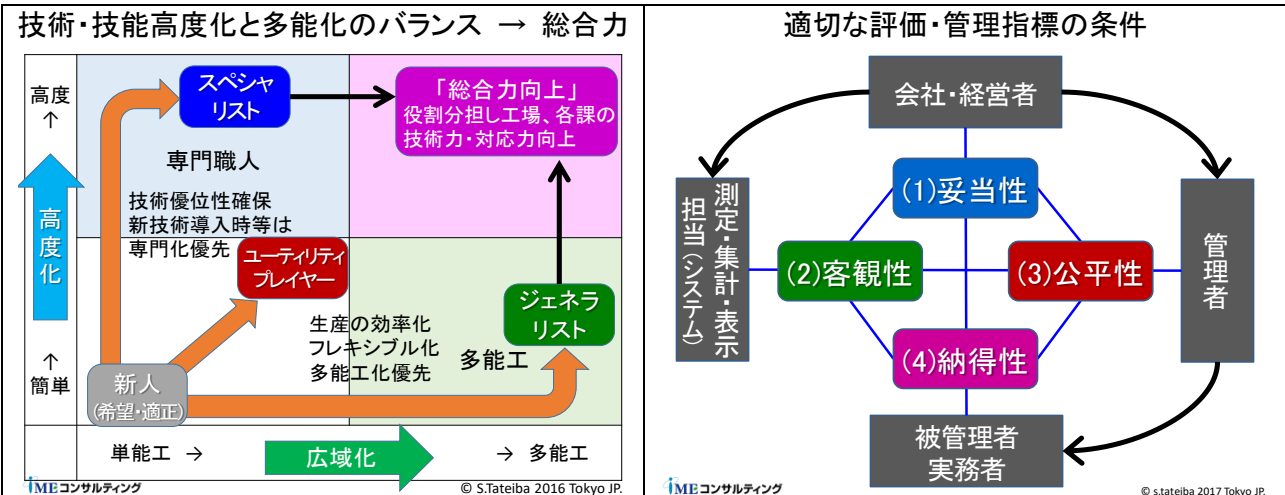 技術・技能高度化と多能化のバランス → 総合力
高度
↑
高度化
↑
簡単
スペシャ
リスト
「総合力向上」
役割分担し工場、各課の
技術力・対応力向上
専門職人
技術優位性確保
新技術導入時等は
専門化優先
ユーティリティ
プレイヤー
ジェネラ
リスト
生産の効率化
フレキシブル化
多能工化優先
多能工
新人
(希望・適正)
単能工 →
広域化
→ 多能工
iMEコンサルティング
© S.Tateiba 2016 Tokyo JP.
適切な評価・管理指標の条件
会社・経営者
測定・集計・表示
担当(システム)
(1)妥当性
(2)客観性
(3)公平性
(4)納得性
管理者
被管理者
実務者
iMEコンサルティング
© s.tateiba 2017 Tokyo JP.